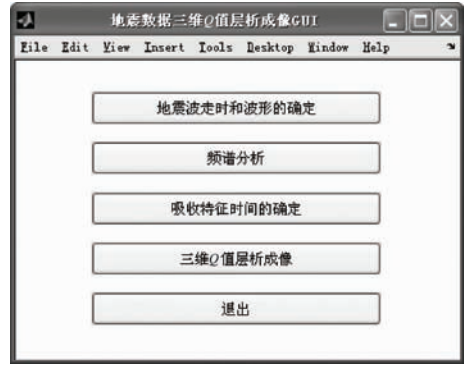 地震数据三维Q值层析成像GUI
File Edit View Insert Tools Desktop Window Help
地震波走时和波形的确定
频谱分析
吸收特征时间的确定
三维Q值层析成像
退出